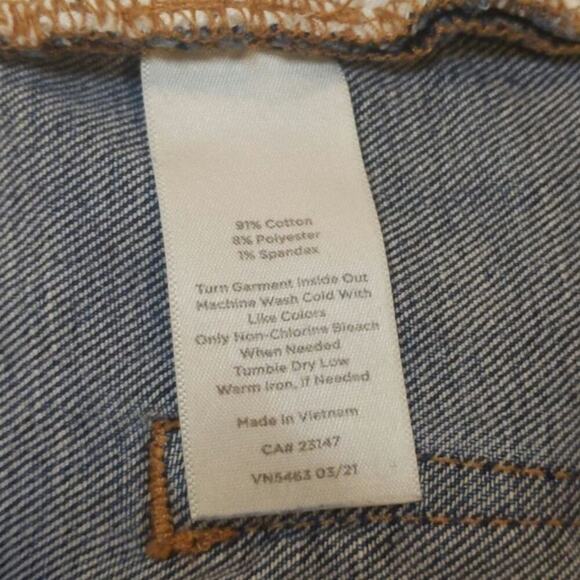 91% Cotton
8% Polyester
1% Spandex
Turn Garment Inside Out
Machine Wash Cold With
Like Colors
Only Non-Chlorine Bleach
When Needed
Tumble Dry Low
Warm Iron, If Needed
Made In Vietnam
CA# 23147
VN5463 03/21